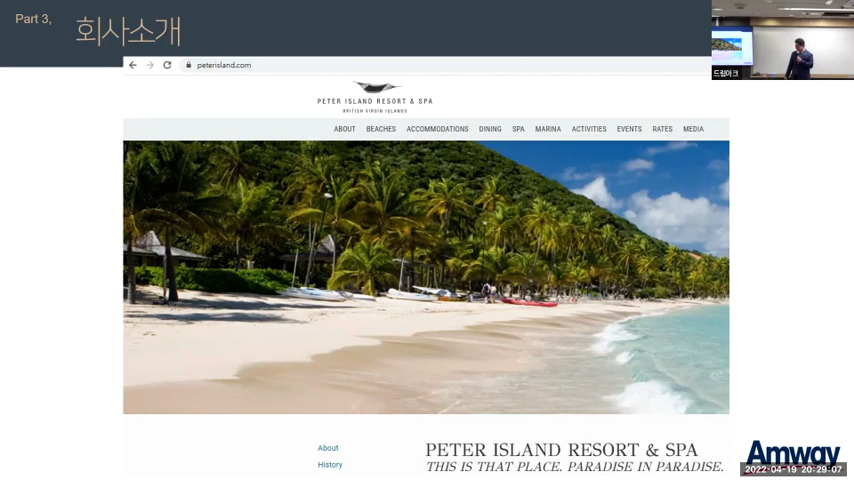 Part 3,
회사소개
드림아크
peterisland.com
PETER ISLAND RESORT & SPA
BRITISH VIRGIN ISLANDS
ABOUT BEACHES ACCOMMODATIONS DINING SPA MARINA ACTIVITIES EVENTS RATES MEDIA
About
History
PETER ISLAND RESORT & SPA
THIS IS THAT PLACE. PARADISE IN PARADISE.
Amway
2022-04-19 20:29:07